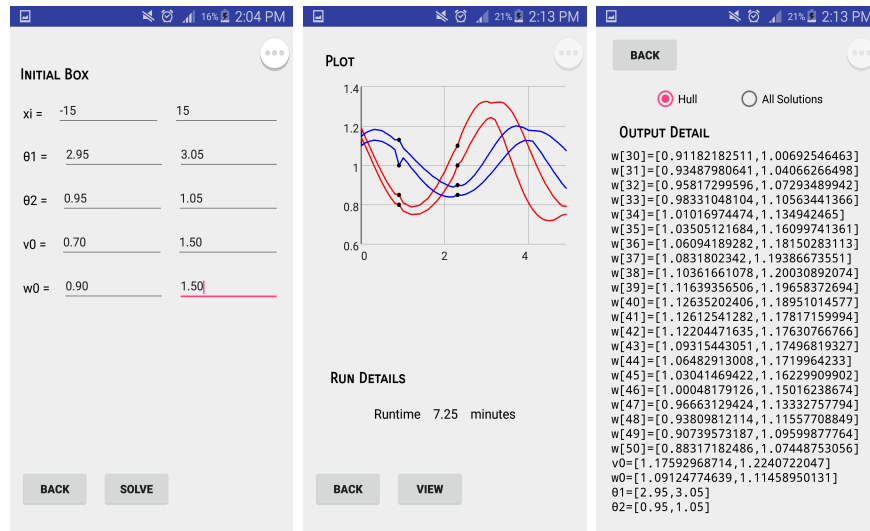 16% 2:04 PM
INITIAL BOX
xi = -15 15
θ1 = 2.95 3.05
θ2 = 0.95 1.05
v0 = 0.70 1.50
w0 = 0.90 1.50
BACK SOLVE
21% 2:13 PM
PLOT
1.4
1.2
1
0.8
0.6
0 2 4
RUN DETAILS
Runtime 7.25 minutes
BACK VIEW
21% 2:13 PM
BACK
Hull All Solutions
OUTPUT DETAIL
w[30]=[0.91182182511,1.00692546463]
w[31]=[0.93487980641,1.04066266498]
w[32]=[0.95817299596,1.07293489942]
w[33]=[0.98331048104,1.10563441366]
w[34]=[1.01016974474,1.134942465]
w[35]=[1.03505121684,1.16099741361]
w[36]=[1.06094189282,1.18150283113]
w[37]=[1.0831802342,1.19386673551]
w[38]=[1.10361661078,1.20030892074]
w[39]=[1.11639356506,1.19658372694]
w[40]=[1.12635202406,1.18951014577]
w[41]=[1.12612541282,1.17817159994]
w[42]=[1.12204471635,1.17630766766]
w[43]=[1.09315443051,1.17496819327]
w[44]=[1.06482913008,1.1719964233]
w[45]=[1.03041469422,1.16229909902]
w[46]=[1.00048179126,1.15016238674]
w[47]=[0.96663129424,1.13332757794]
w[48]=[0.93809812114,1.11557708849]
w[49]=[0.90739573187,1.09599877764]
w[50]=[0.88317182486,1.07448753056]
v0=[1.17592968714,1.2240722047]
w0=[1.09124774639,1.11458950131]
θ1=[2.95,3.05]
θ2=[0.95,1.05]